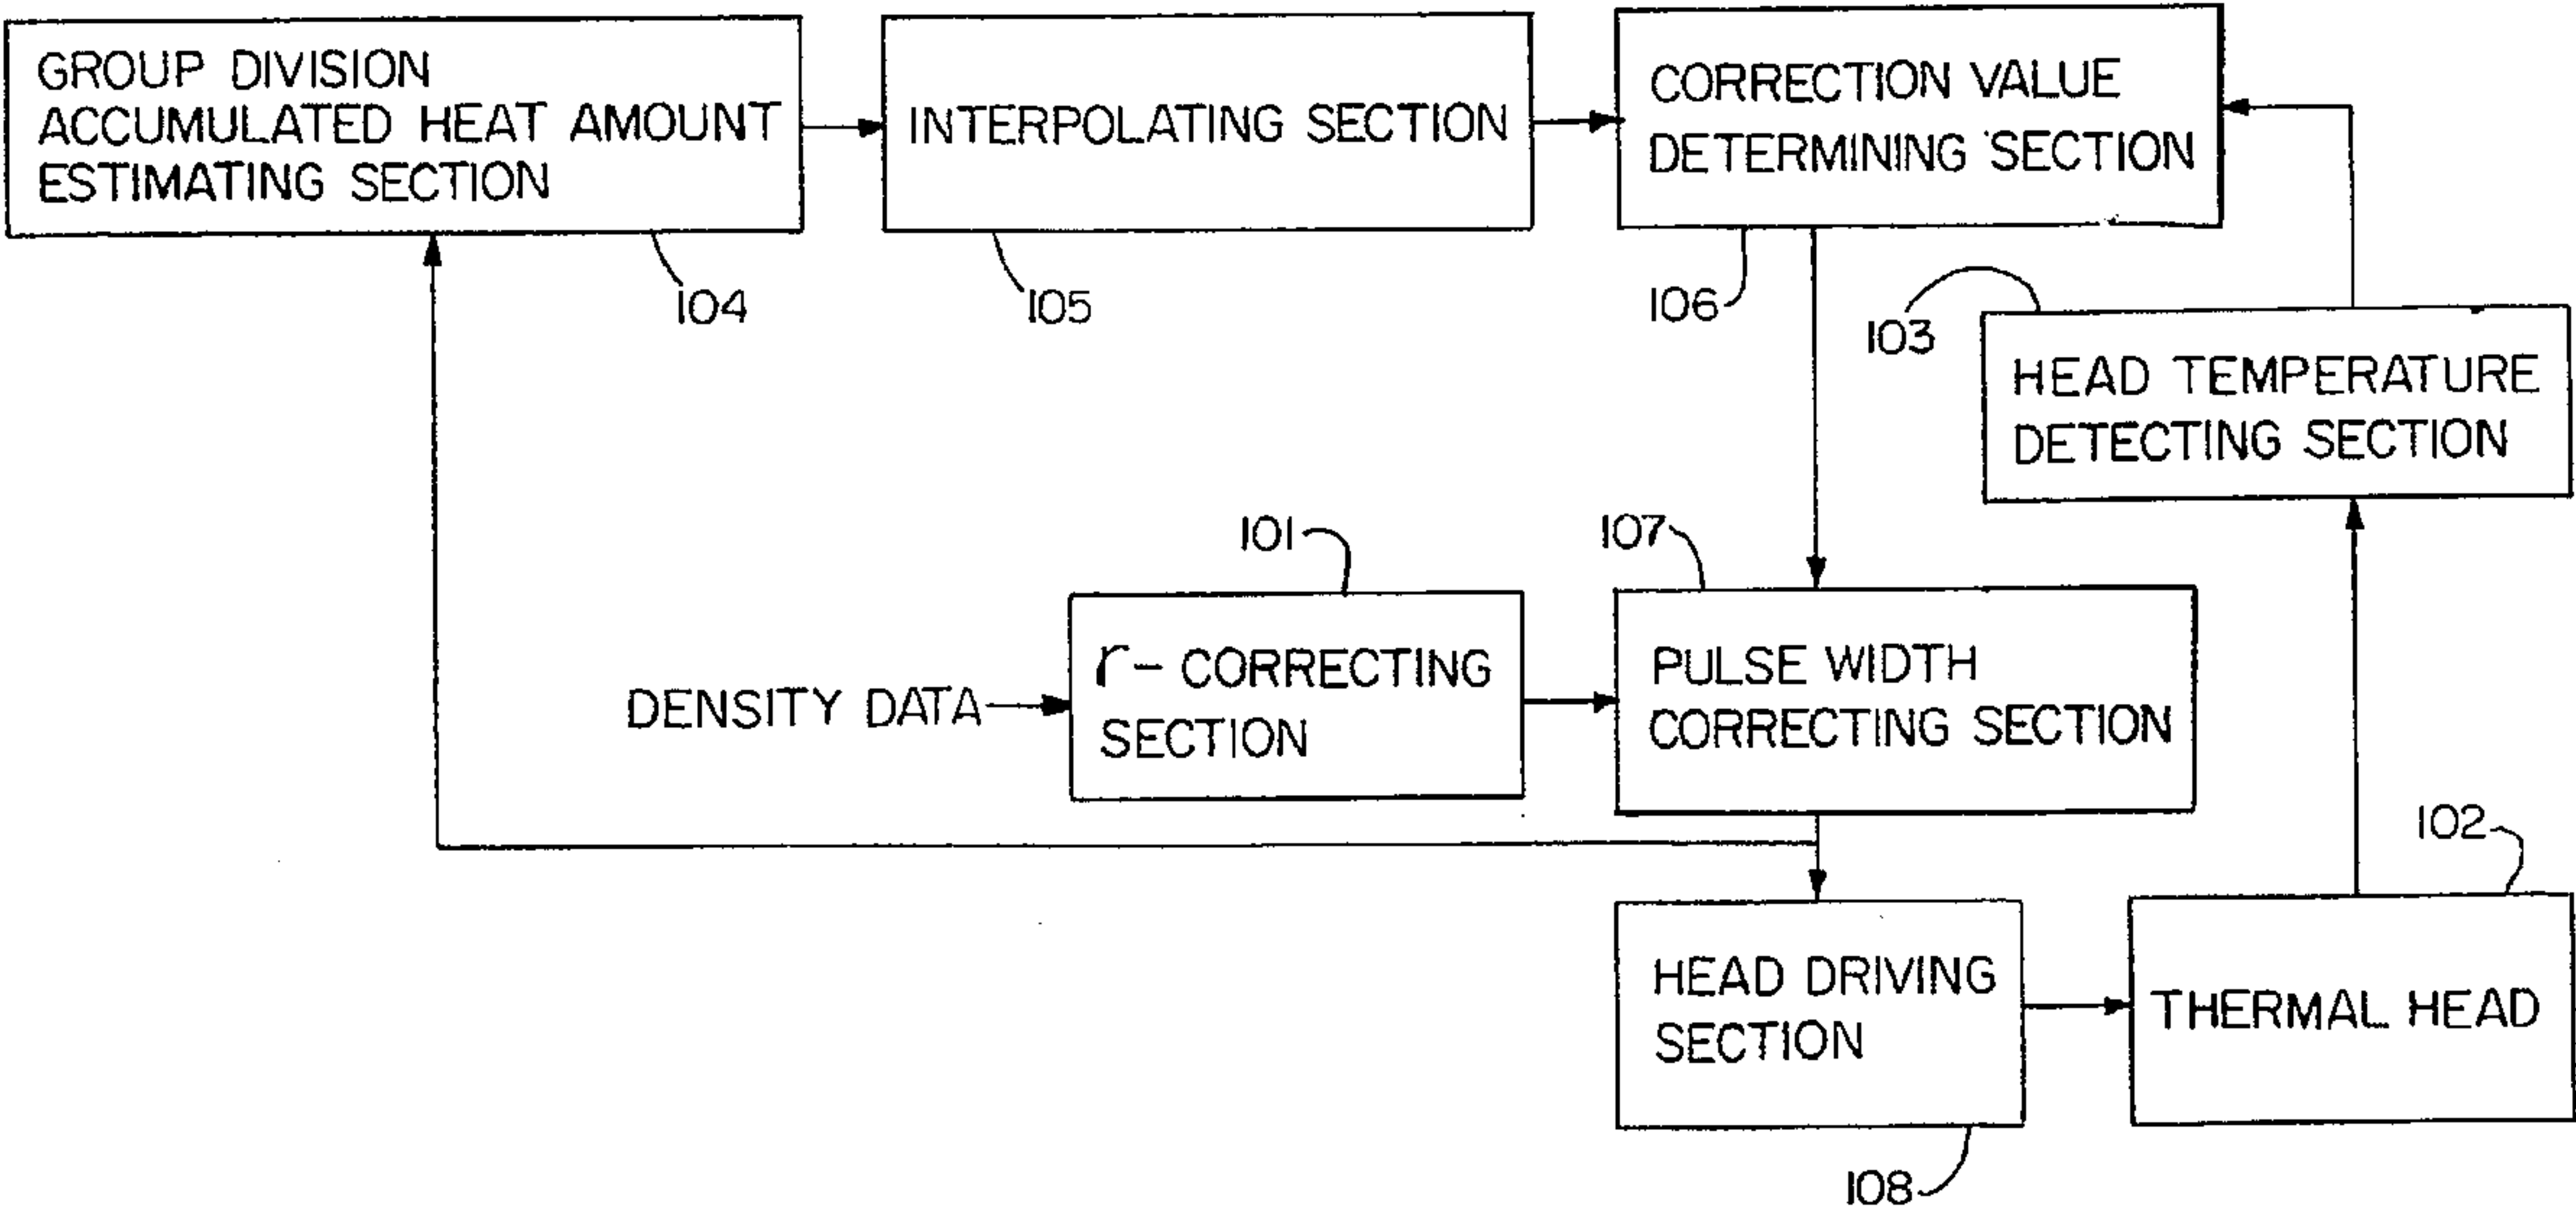 GROUP DIVISION
ACCUMULATED HEAT AMOUNT
ESTIMATING SECTION
104
INTERPOLATING SECTION
105
CORRECTION VALUE
DETERMINING SECTION
106
103
HEAD TEMPERATURE
DETECTING SECTION
101
107
DENSITY DATA
r- CORRECTING
SECTION
PULSE WIDTH
CORRECTING SECTION
102
HEAD DRIVING
SECTION
THERMAL HEAD
108